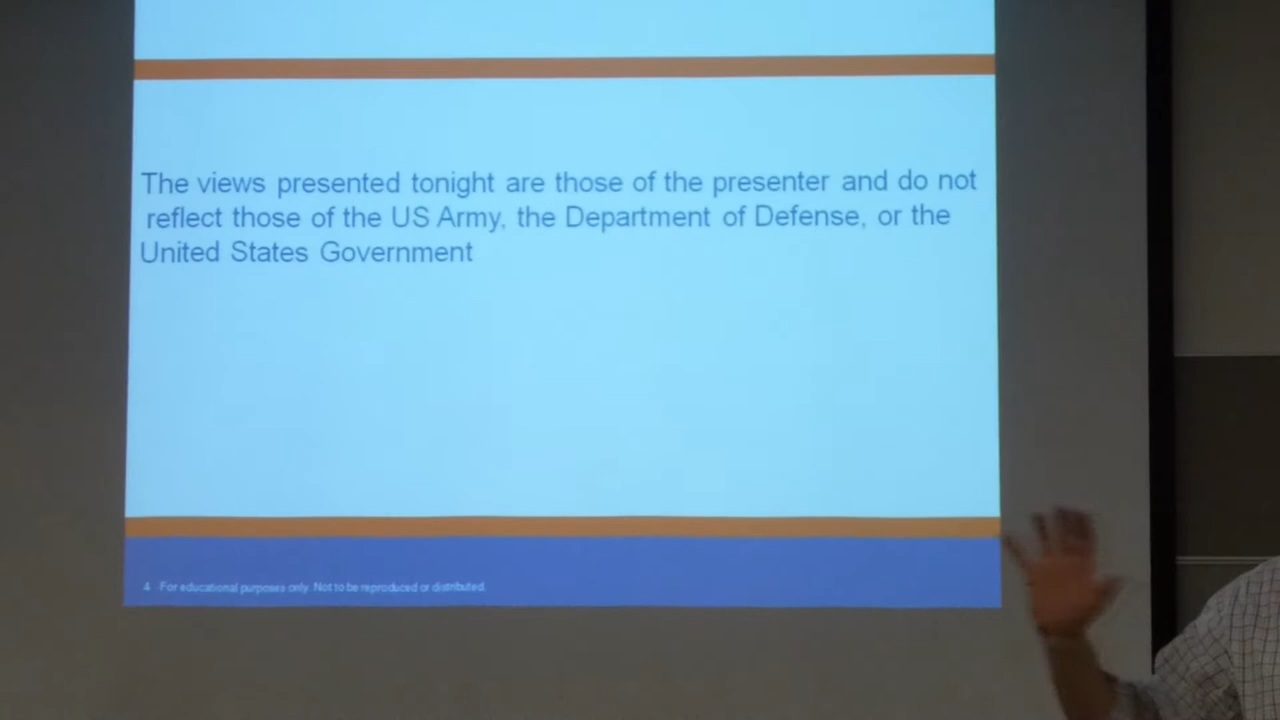 The views presented tonight are those of the presenter and do not
reflect those of the US Army, the Department of Defense, or the
United States Government
4 For educational purposes only. Not to be reproduced or distributed.